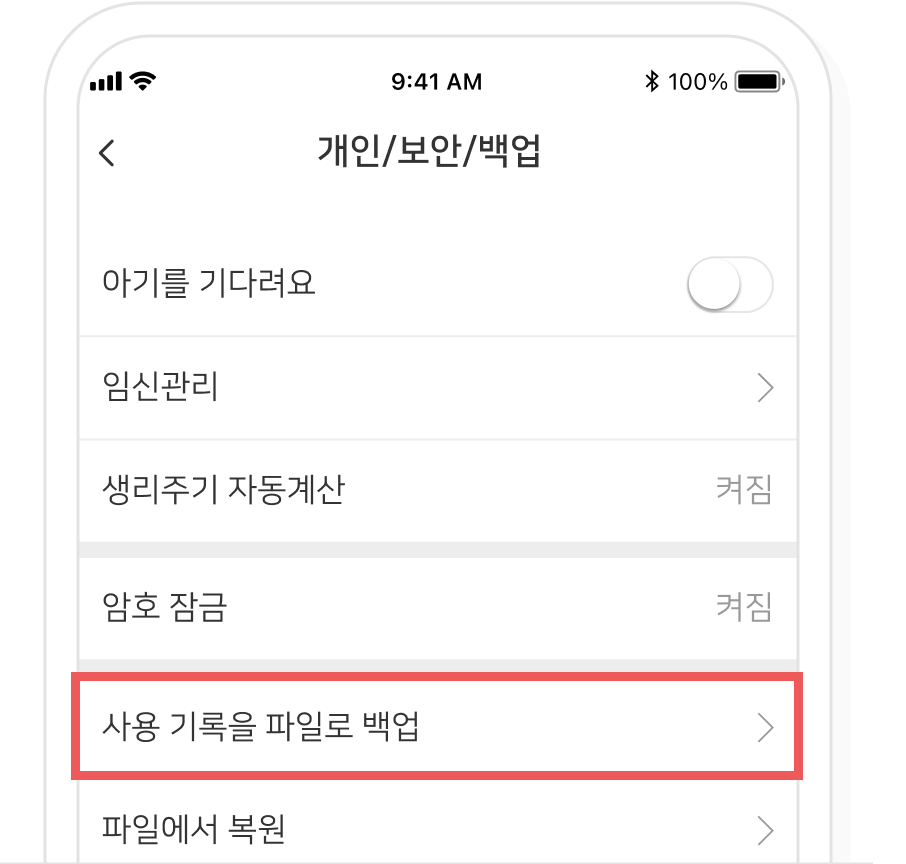 9:41 AM 100%
개인/보안/백업
아기를 기다려요
임신관리
생리주기 자동계산 켜짐
암호 잠금 켜짐
사용 기록을 파일로 백업
파일에서 복원